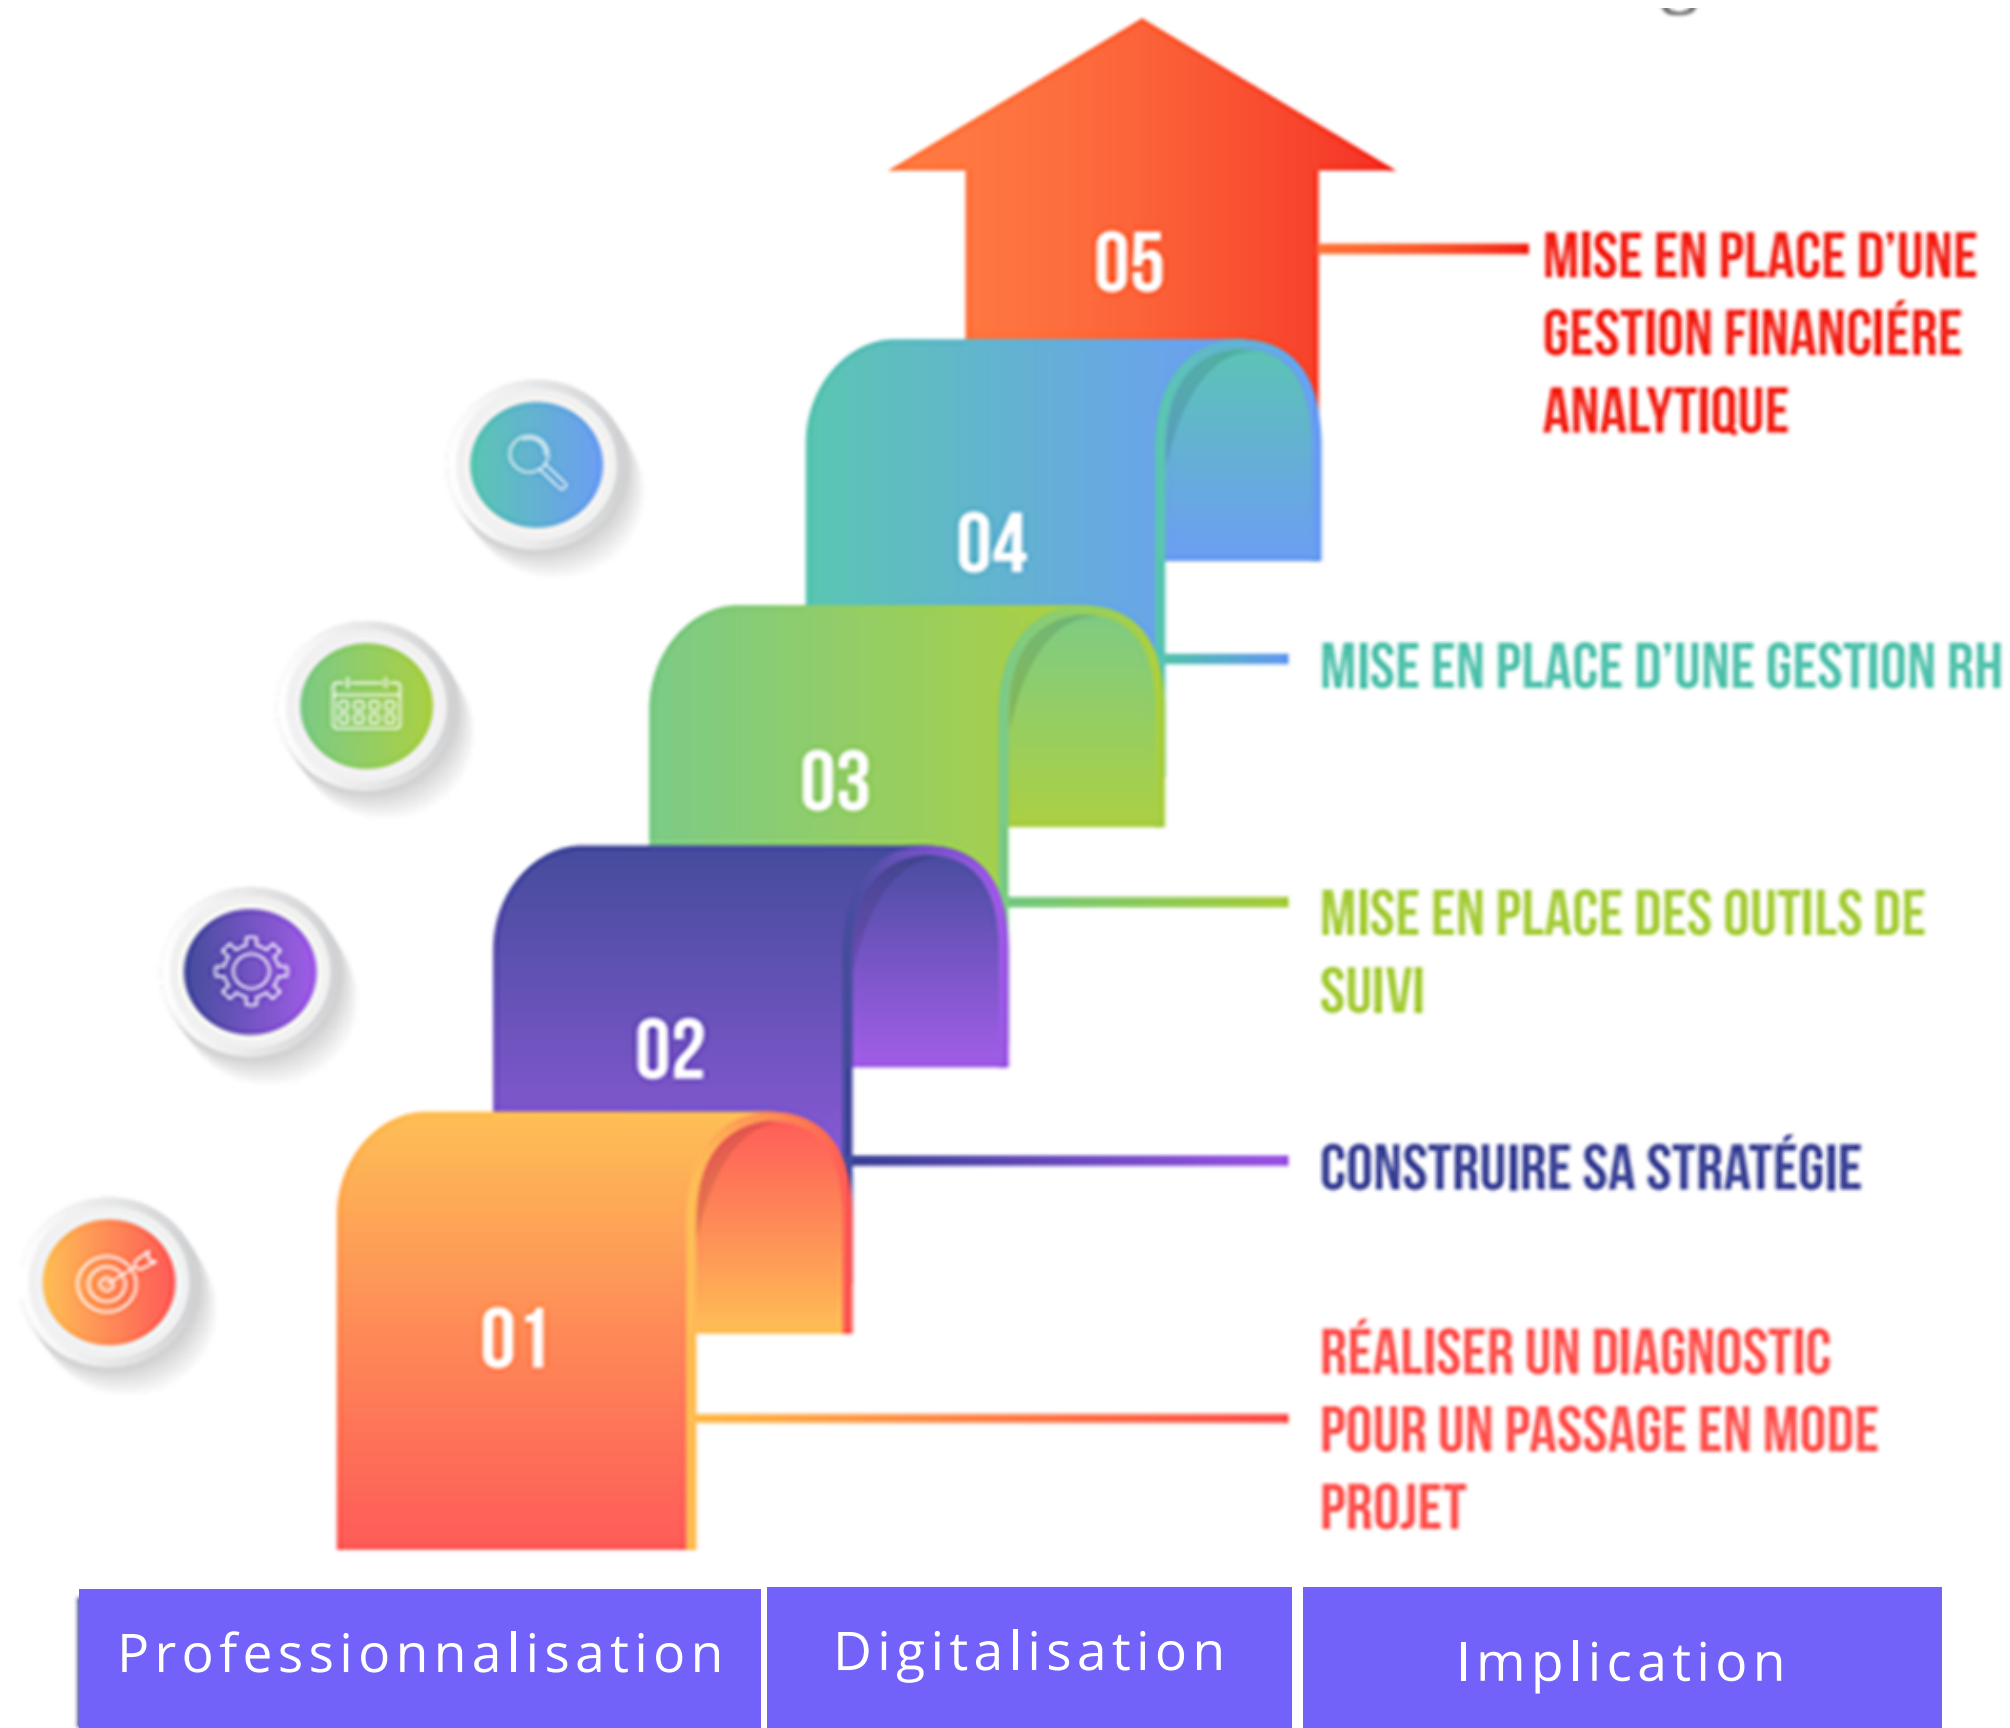 05
MISE EN PLACE D'UNE
GESTION FINANCIÉRE
ANALYTIQUE
04
MISE EN PLACE D'UNE GESTION RH
03
MISE EN PLACE DES OUTILS DE
SUIVI
02
CONSTRUIRE SA STRATÉGIE
01
RÉALISER UN DIAGNOSTIC
POUR UN PASSAGE EN MODE
PROJET
Professionnalisation
Digitalisation
Implication